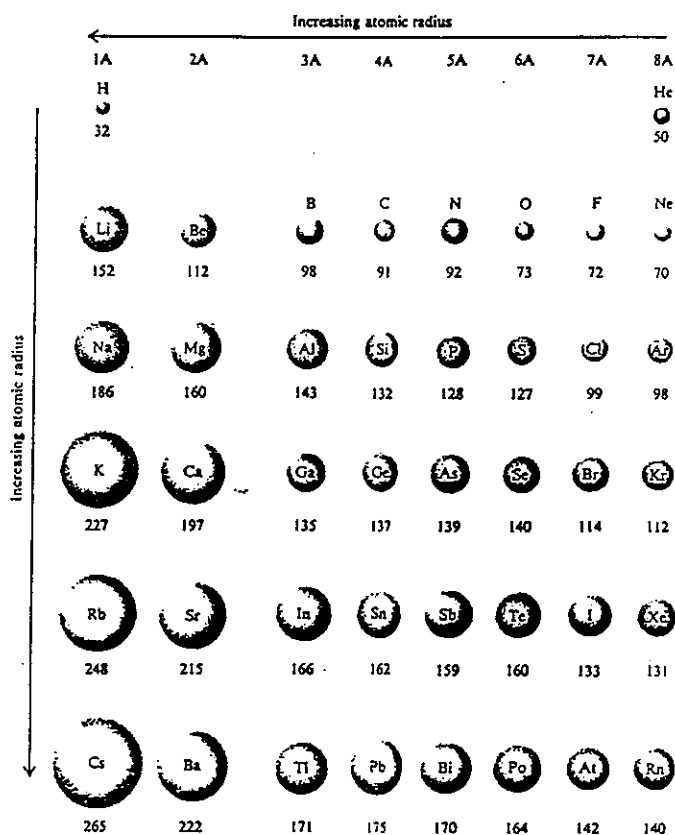 Increasing atomic radius
1A 2A 3A 4A 5A 6A 7A 8A
H He
32 50
B C N O F Ne
Li Be
152 112 98 91 92 73 72 70
Na Mg Al Si P S Cl Ar
186 160 143 132 128 127 99 98
K Ca Ga Ge As Se Br Kr
227 197 135 137 139 140 114 112
Rb Sr In Sn Sb Te I Xe
248 215 166 162 159 160 133 131
Cs Ba Ti Pb Bi Po At Rn
265 222 171 175 170 164 142 140
Increasing atomic radius